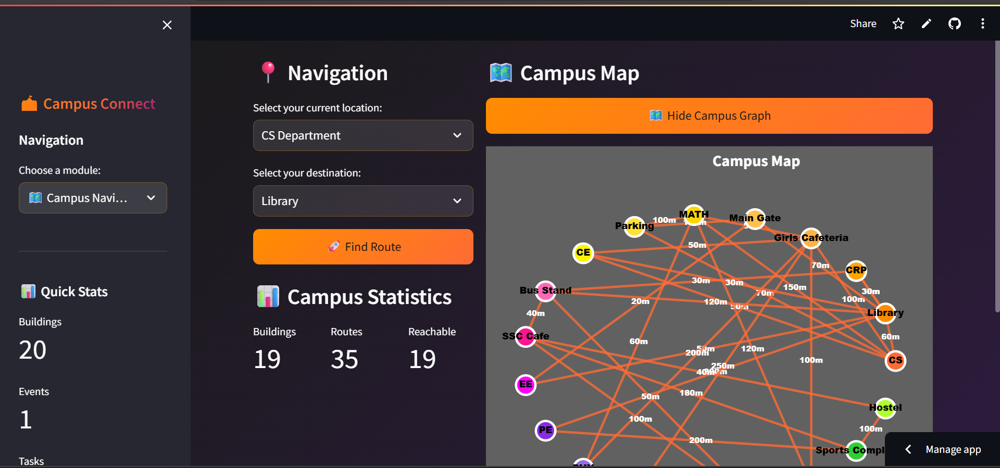 Share
Campus Connect
Navigation
Choose a module:
Campus Navi...
Quick Stats
Buildings
20
Events
1
Tasks
Navigation
Select your current location:
CS Department
Select your destination:
Library
Find Route
Campus Statistics
Buildings Routes Reachable
19 35 19
Campus Map
Hide Campus Graph
Campus Map
MATH
Main Gate
Parking
100m
Girls Cafeteria
50m
CE
70m
CRP
30m
30m
150m
Bus Stand
70m
30m
100m
20m
120m
50m
40m
Library
SSC Cafe
60m
60m
50m
200m
120m
100m
CS
250m
40m
EE
180m
50m
Hostel
100m
100m
PE
200m
Sports Compl
Manage app